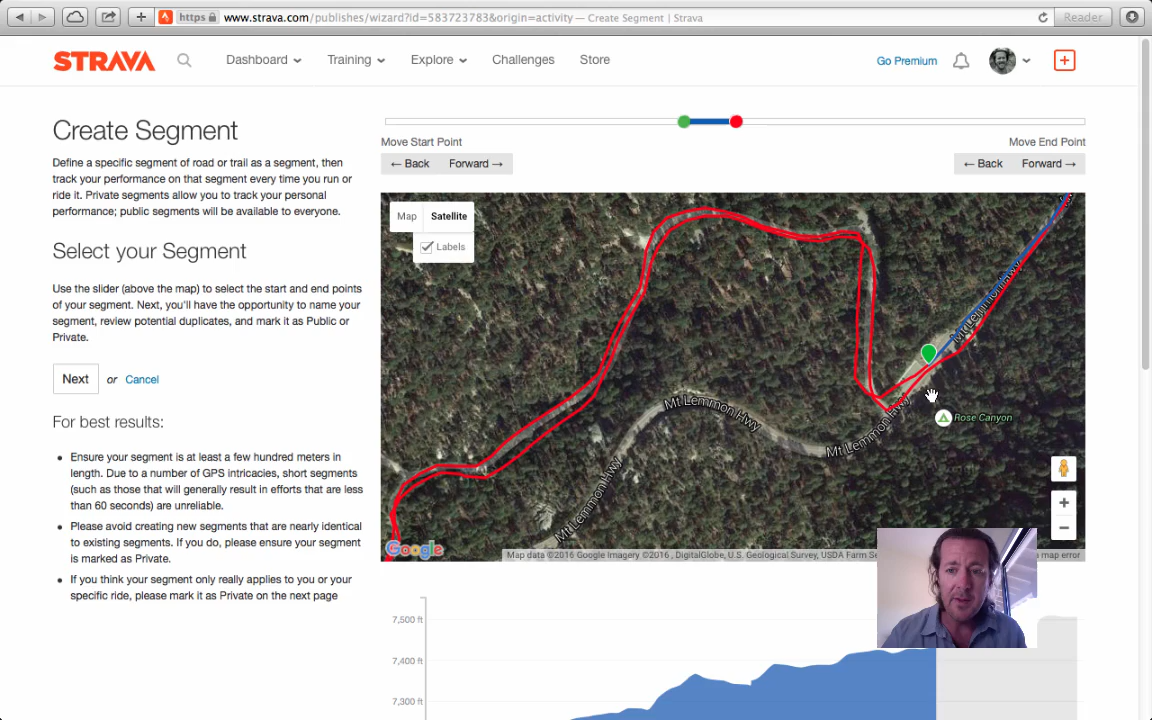 https www.strava.com/publishes/wizard?id=583723783&origin=activity — Create Segment | Strava
Reader
STRAVA
Dashboard
Training
Explore
Challenges
Store
Go Premium
Create Segment
Define a specific segment of road or trail as a segment, then
track your performance on that segment every time you run or
ride it. Private segments allow you to track your personal
performance; public segments will be available to everyone.
Select your Segment
Use the slider (above the map) to select the start and end points
of your segment. Next, you'll have the opportunity to name your
segment, review potential duplicates, and mark it as Public or
Private.
Next or Cancel
For best results:
• Ensure your segment is at least a few hundred meters in
length. Due to a number of GPS intricacies, short segments
(such as those that will generally result in efforts that are less
than 60 seconds) are unreliable.
• Please avoid creating new segments that are nearly identical
to existing segments. If you do, please ensure your segment
is marked as Private.
• If you think your segment only really applies to you or your
specific ride, please mark it as Private on the next page
Move Start Point
← Back Forward →
Move End Point
← Back Forward →
Map Satellite
Labels
Mt Lemmon Hwy
Mt Lemmon Hwy
Mt Lemmon Hwy
Mt Lemmon Hwy
Rose Canyon
+
−
Google
Map data ©2016 Google Imagery ©2016 , DigitalGlobe, U.S. Geological Survey, USDA Farm
map error
7,500 ft
7,400 ft
7,300 ft